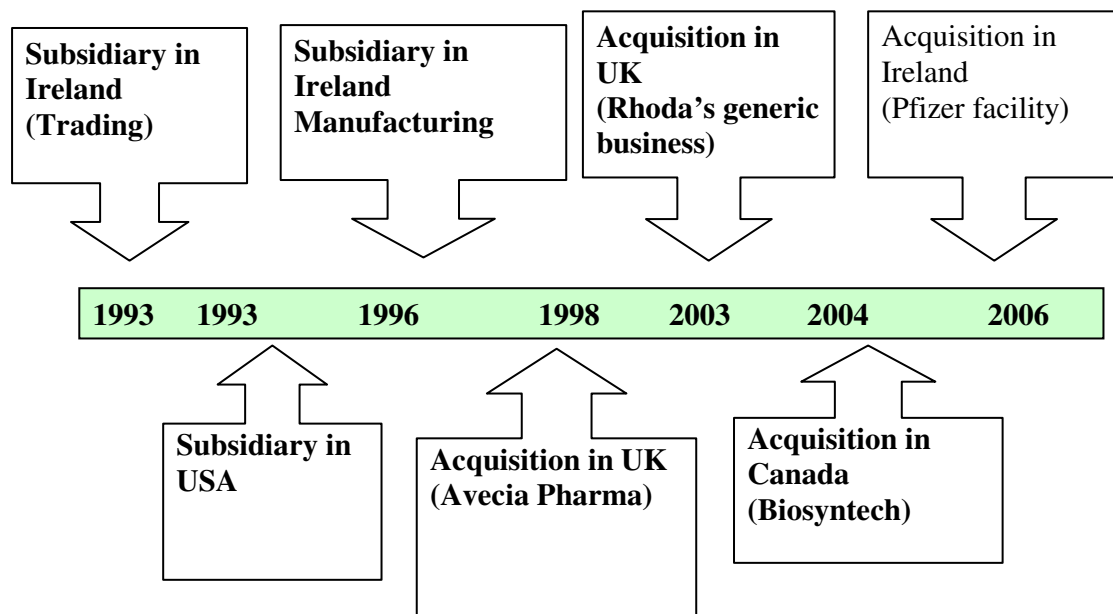 Subsidiary in
Ireland
(Trading)
Subsidiary in
Ireland
Manufacturing
Acquisition in
UK
(Rhoda’s generic
business)
Acquisition in
Ireland
(Pfizer facility)
1993 1993 1996 1998 2003 2004 2006
Subsidiary in
USA
Acquisition in UK
(Avecia Pharma)
Acquisition in
Canada
(Biosyntech)